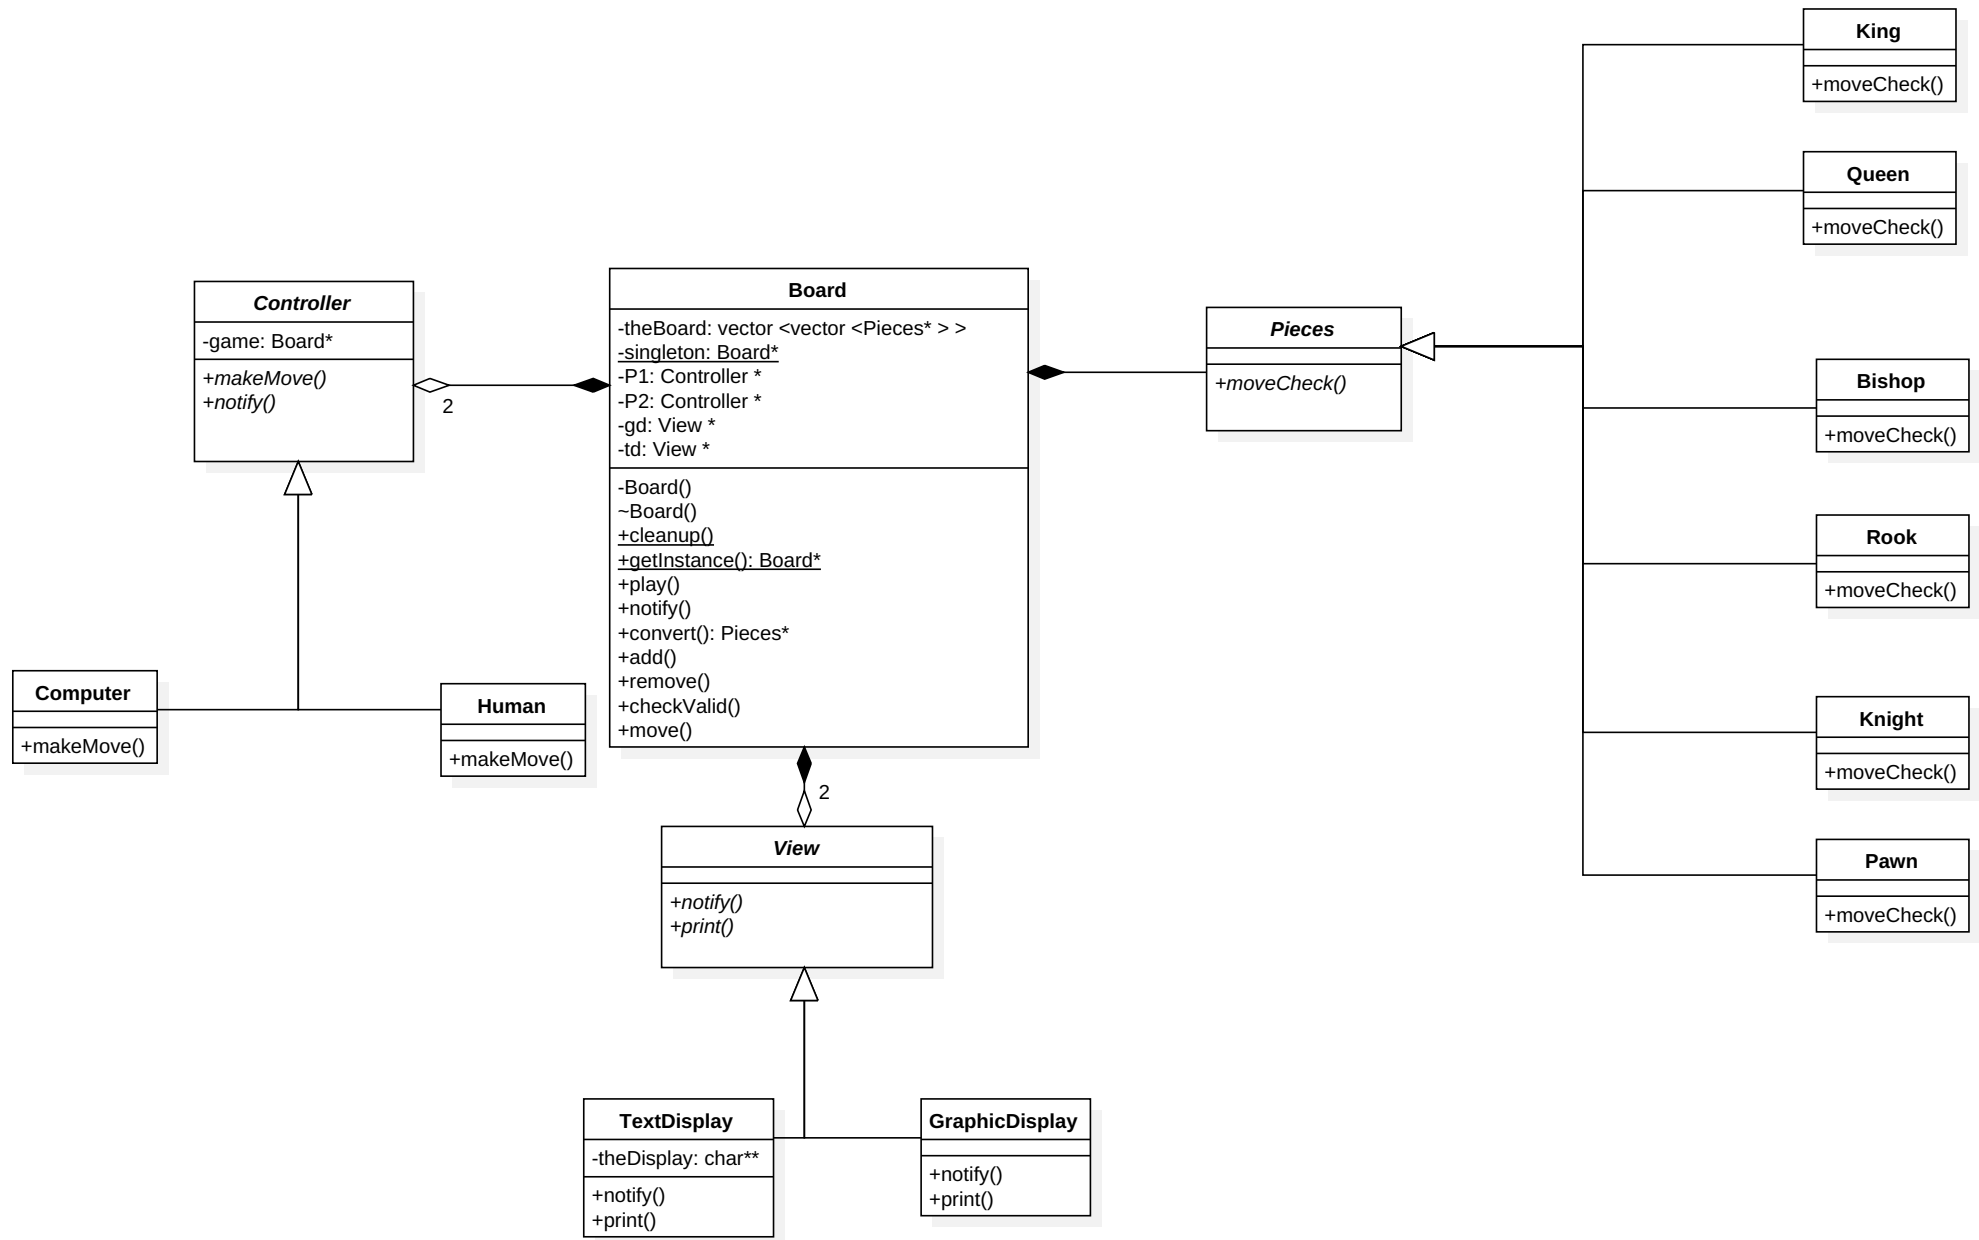 King
+moveCheck()
Queen
+moveCheck()
Controller
-game: Board*
+makeMove()
+notify()
2
Board
-theBoard: vector <vector <Pieces* > >
-singleton: Board*
-P1: Controller *
-P2: Controller *
-gd: View *
-td: View *
-Board()
~Board()
+cleanup()
+getInstance(): Board*
+play()
+notify()
+convert(): Pieces*
+add()
+remove()
+checkValid()
+move()
Pieces
+moveCheck()
Bishop
+moveCheck()
Rook
+moveCheck()
Computer
+makeMove()
Human
+makeMove()
Knight
+moveCheck()
2
View
+notify()
+print()
Pawn
+moveCheck()
TextDisplay
-theDisplay: char**
+notify()
+print()
GraphicDisplay
+notify()
+print()